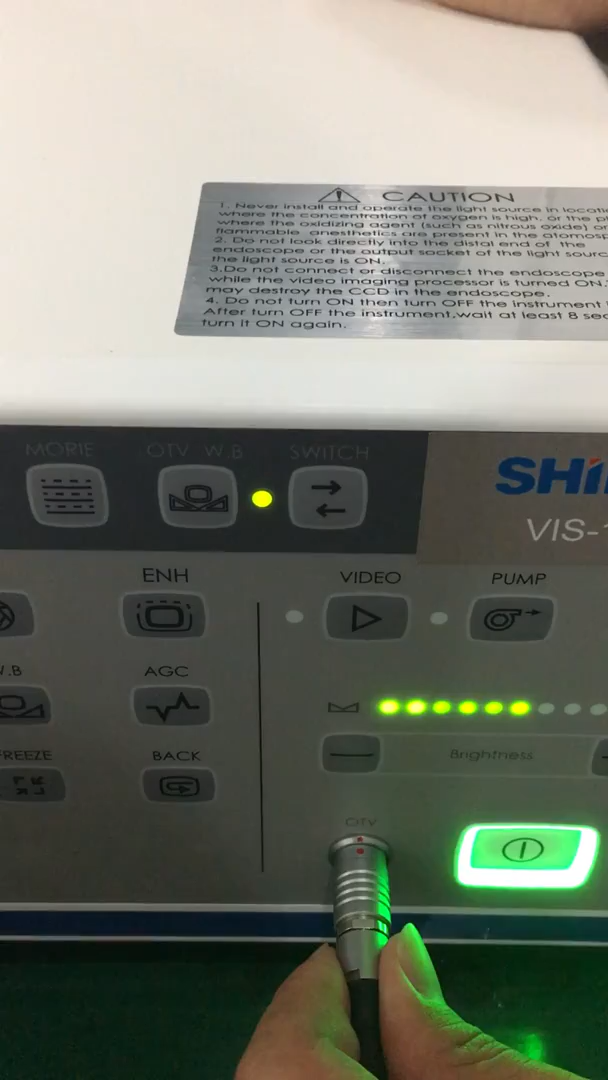 CAUTION
1. Never install and operate the light source in
where the concentration of oxygen is high, or the
where the oxidizing agent (such as nitrous oxide) or
flammable anesthetics are present in the
2. Do not look directly into the distal end of the
endoscope or the output socket of the light
the light source is ON.
3.Do not connect or disconnect the endoscope
while the video imaging processor is turned ON,
may destroy the CCD in the endoscope.
4. Do not turn ON then turn OFF the instrument
After turn OFF the instrument,wait at least 8
turn it ON again.
MORIE OTV W.B SWITCH
SHI
VIS-
ENH VIDEO PUMP
W.B AGC
FREEZE BACK Brightness
OTV